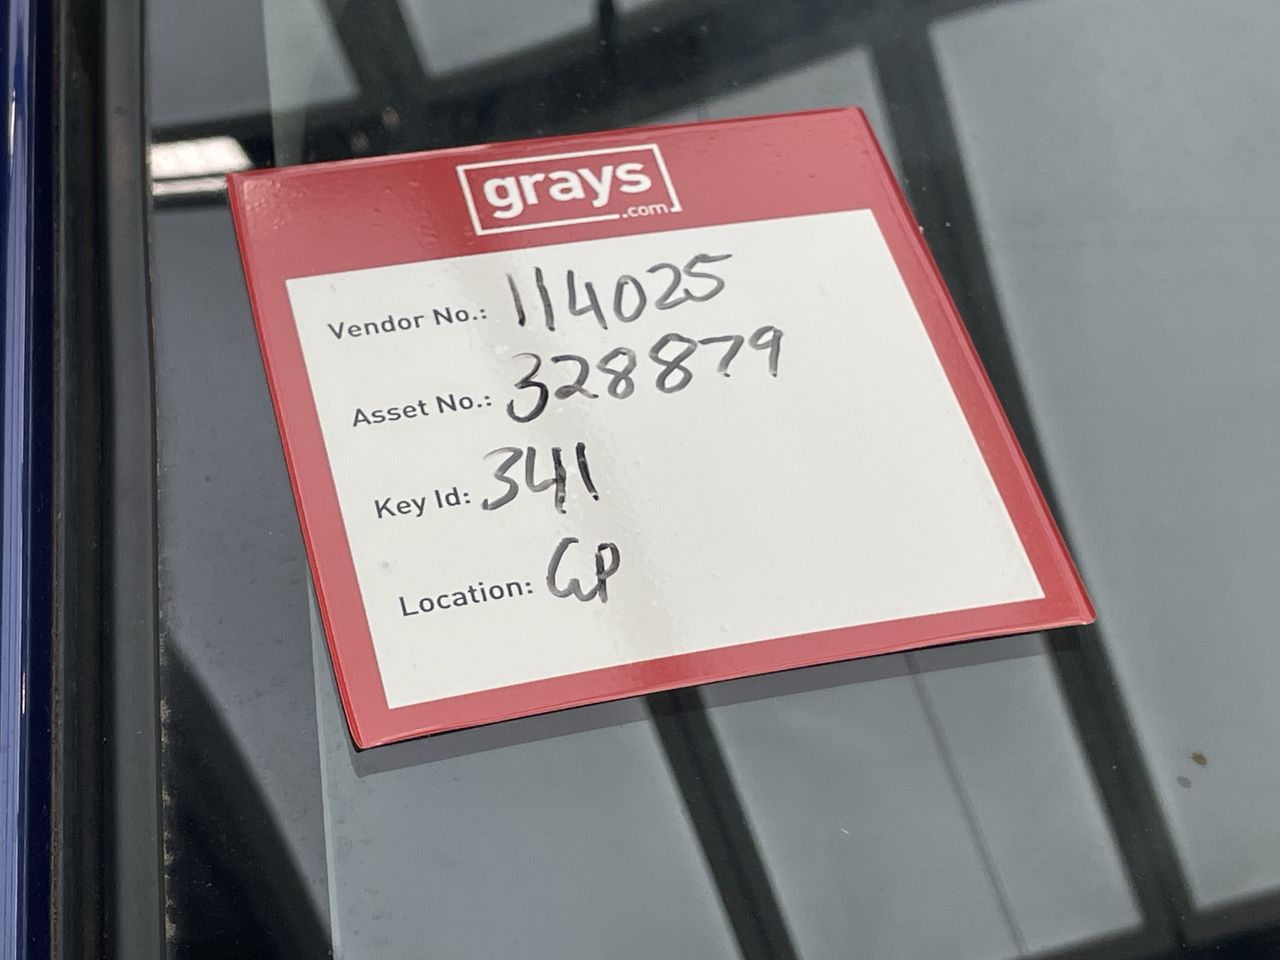 grays
.com
Vendor No.: 114025
Asset No.: 328879
Key Id: 341
Location: GP